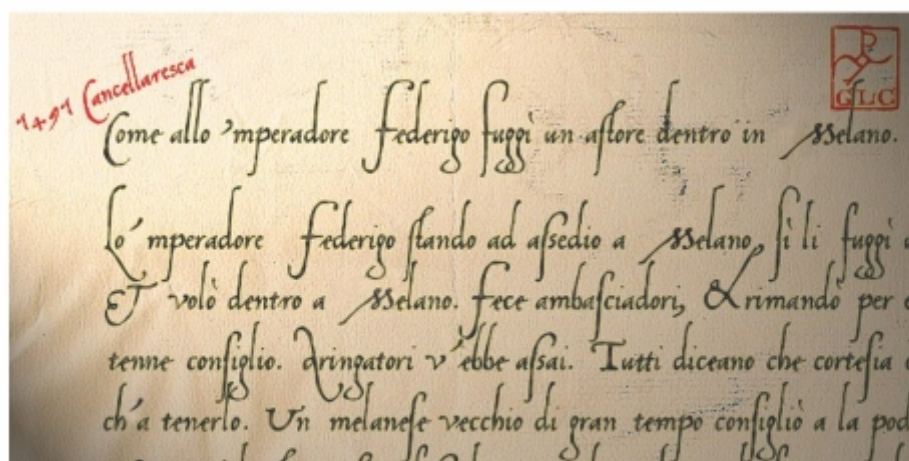 1491 Cancellaresca
GLC
Come allo 'mperadore Federigo fuggì un astore dentro in Melano.
Lo 'mperadore Federigo stando ad assedio a Melano, sì li fuggì
Et volò dentro a Melano. Fece ambasciadori, & rimandò per
tenne consiglio. Aringatori v'ebbe assai. Tutti diceano che cortesia
ch'a tenerlo. Un melanese vecchio di gran tempo consigliò a la pod